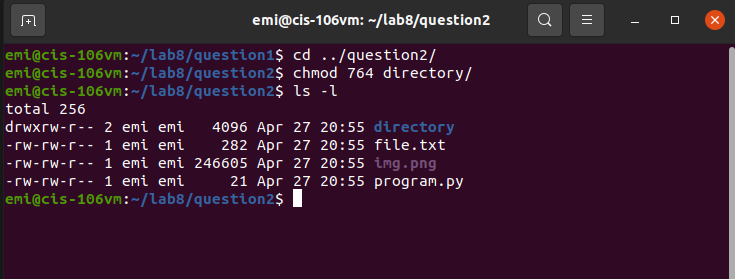 emi@cis-106vm: ~/lab8/question2
emi@cis-106vm:~/lab8/question1$ cd ../question2/
emi@cis-106vm:~/lab8/question2$ chmod 764 directory/
emi@cis-106vm:~/lab8/question2$ ls -l
total 256
drwxrw-r-- 2 emi emi   4096 Apr 27 20:55 directory
-rw-rw-r-- 1 emi emi    282 Apr 27 20:55 file.txt
-rw-rw-r-- 1 emi emi 246605 Apr 27 20:55 img.png
-rw-rw-r-- 1 emi emi     21 Apr 27 20:55 program.py
emi@cis-106vm:~/lab8/question2$